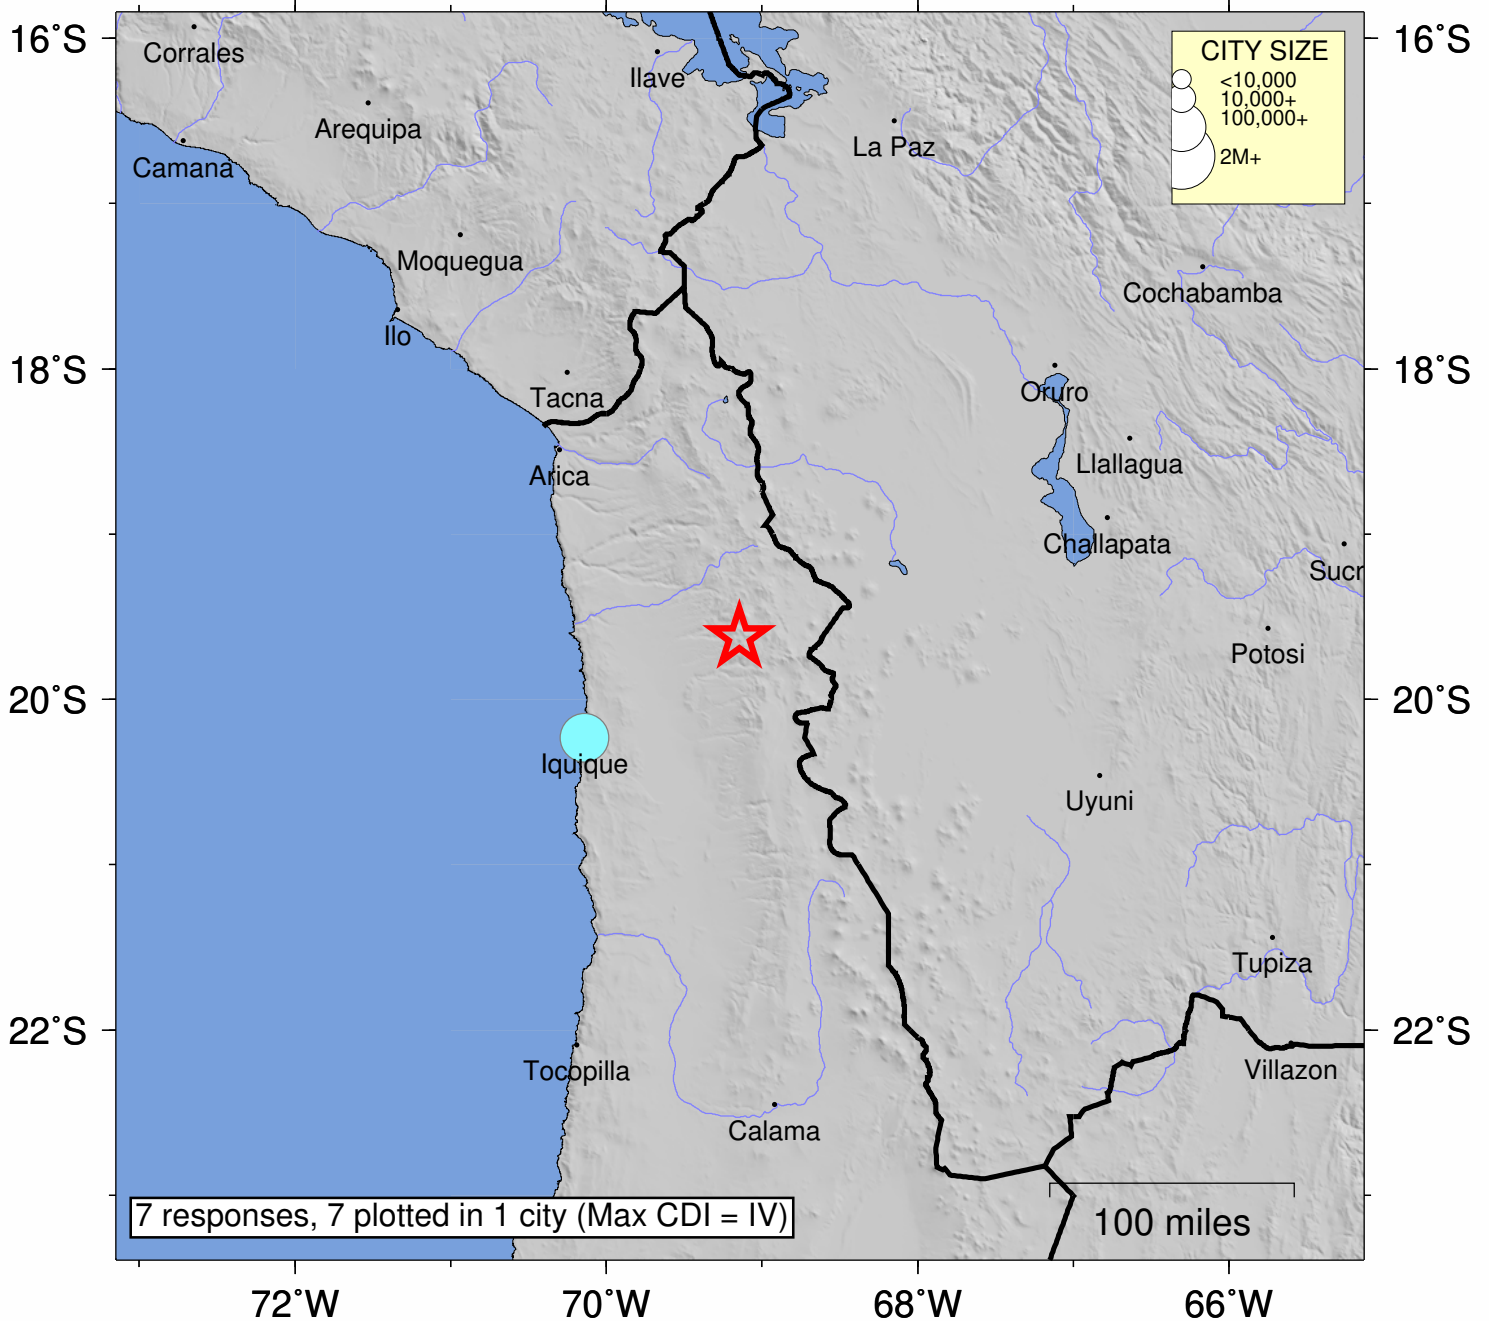 16°S
16°S
Corrales
CITY SIZE
Ilave
<10,000
10,000+
Arequipa
100,000+
La Paz
Camana
2M+
Moquegua
Cochabamba
Ilo
18°S
18°S
Tacna
Oruro
Arica
Llallagua
Challapata
Sucr
Potosi
20°S
20°S
Iquique
Uyuni
Tupiza
22°S
22°S
Tocopilla
Villazon
Calama
7 responses, 7 plotted in 1 city (Max CDI = IV)
100 miles
72°W
70°W
68°W
66°W